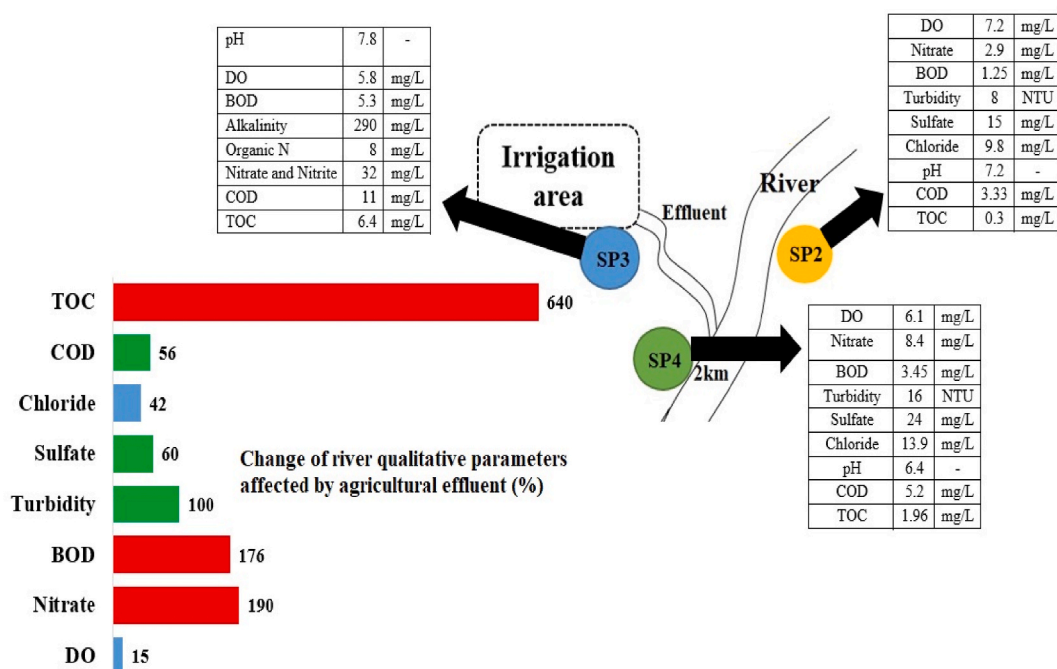 pH 7.8 -
DO 5.8 mg/L
BOD 5.3 mg/L
Alkalinity 290 mg/L
Organic N 8 mg/L
Nitrate and Nitrite 32 mg/L
COD 11 mg/L
TOC 6.4 mg/L
DO 7.2 mg/L
Nitrate 2.9 mg/L
BOD 1.25 mg/L
Turbidity 8 NTU
Sulfate 15 mg/L
Chloride 9.8 mg/L
pH 7.2 -
COD 3.33 mg/L
TOC 0.3 mg/L
Irrigation
area
River
Effluent
SP3
SP2
SP4
2km
DO 6.1 mg/L
Nitrate 8.4 mg/L
BOD 3.45 mg/L
Turbidity 16 NTU
Sulfate 24 mg/L
Chloride 13.9 mg/L
pH 6.4 -
COD 5.2 mg/L
TOC 1.96 mg/L
TOC 640
COD 56
Chloride 42
Sulfate 60
Turbidity 100
BOD 176
Nitrate 190
DO 15
Change of river qualitative parameters
affected by agricultural effluent (%)